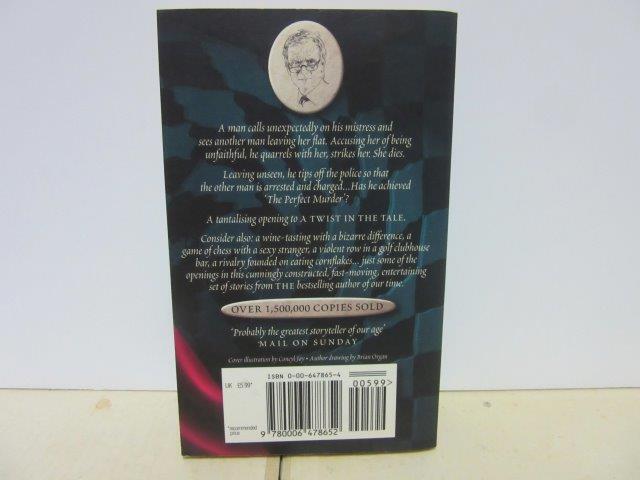 A man calls unexpectedly on his mistress and
sees another man leaving her flat. Accusing her of being
unfaithful, he quarrels with her, strikes her. She dies.
Leaving unseen, he tips off the police so that
the other man is arrested and charged...Has he achieved
'The Perfect Murder'?
A tantalising opening to A TWIST IN THE TALE.
Consider also: a wine-tasting with a bizarre difference, a
game of chess with a sexy stranger, a violent row in a golf clubhouse
bar, a rivalry founded on eating cornflakes... just some of the
openings in this cunningly constructed, fast-moving, entertaining
set of stories from THE bestselling author of our time.
OVER 1,500,000 COPIES SOLD
'Probably the greatest storyteller of our age'
MAIL ON SUNDAY
Cover illustration by Concyl Jay • Author drawing by Brian Organ
ISBN 0-00-647865-4
UK £5.99*
00599>
*recommended
price
9 780006 478652